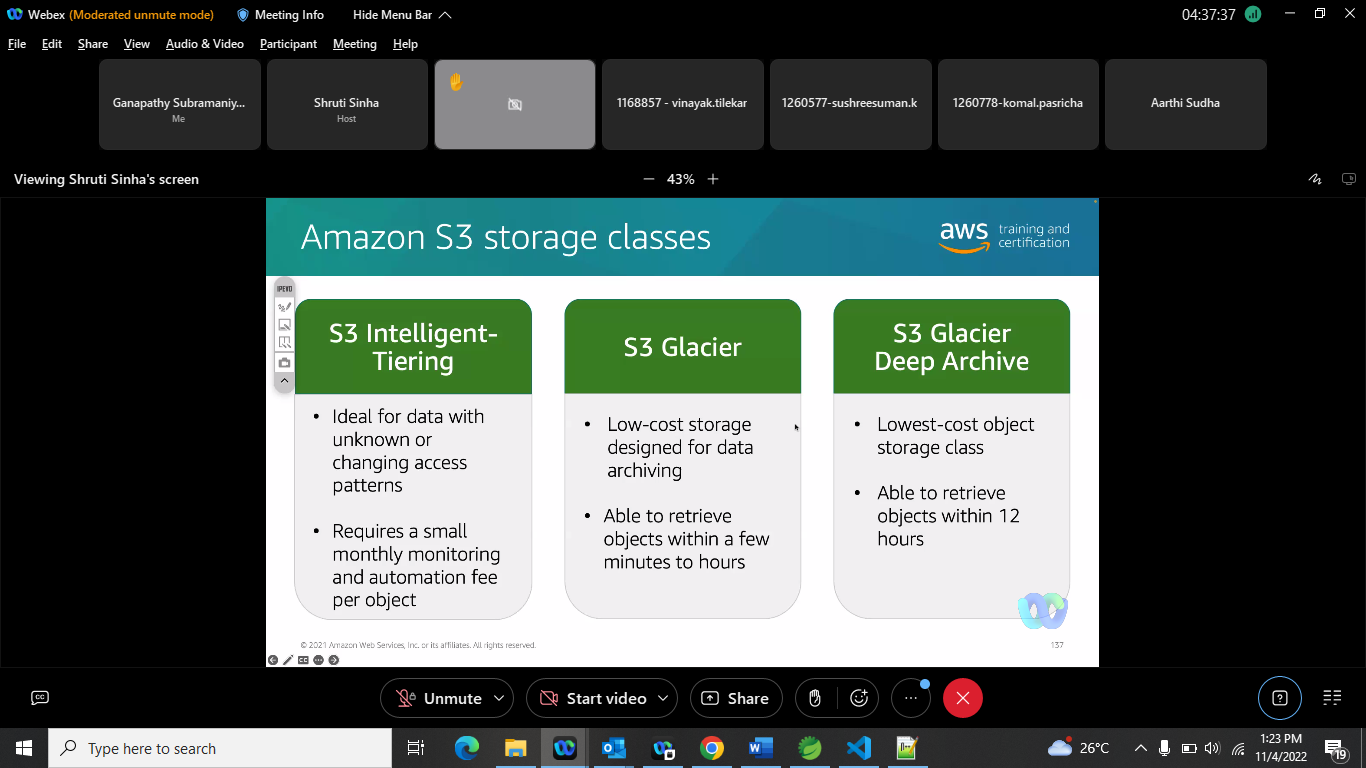 Webex (Moderated unmute mode) Meeting Info Hide Menu Bar 04:37:37
File Edit Share View Audio & Video Participant Meeting Help
Ganapathy Subramaniy...
Me
Shruti Sinha
Host
1168857 - vinayak.tilekar
1260577-sushreesuman.k
1260778-komal.pasricha
Aarthi Sudha
Viewing Shruti Sinha's screen
43%
Amazon S3 storage classes
aws training and
certification
IPEVO
S3 Intelligent-
Tiering
• Ideal for data with
unknown or
changing access
patterns
• Requires a small
monthly monitoring
and automation fee
per object
S3 Glacier
• Low-cost storage
designed for data
archiving
• Able to retrieve
objects within a few
minutes to hours
S3 Glacier
Deep Archive
• Lowest-cost object
storage class
• Able to retrieve
objects within 12
hours
© 2021 Amazon Web Services, Inc. or its affiliates. All rights reserved.
137
CC
Unmute
Start video
Share
Type here to search
26°C
1:23 PM
11/4/2022
19